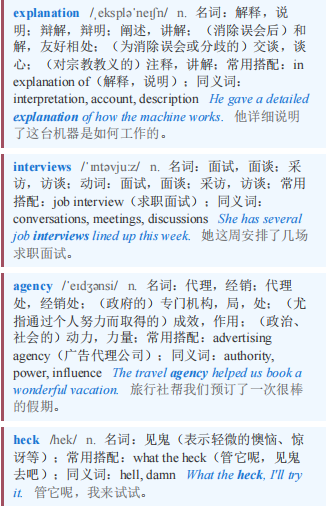 explanation /ˌekspləˈneɪʃn/ n. 名词：解释，说
明；辩解，辩明；阐述，讲解；（消除误会后）和
解，友好相处；（为消除误会或分歧的）交谈，谈
心；（对宗教教义的）注释，讲解；常用搭配：in
explanation of（解释，说明）；同义词：
interpretation, account, description He gave a detailed
explanation of how the machine works. 他详细说明
了这台机器是如何工作的。
interviews /ˈɪntəvjuːz/ n. 名词：面试，面谈；采
访，访谈；动词：面试，面谈；采访，访谈；常用
搭配：job interview（求职面试）；同义词：
conversations, meetings, discussions She has several
job interviews lined up this week. 她这周安排了几场
求职面试。
agency /ˈeɪdʒənsi/ n. 名词：代理，经销；代理
处，经销处；（政府的）专门机构，局，处；（尤
指通过个人努力而取得的）成效，作用；（政治、
社会的）动力，力量；常用搭配：advertising
agency（广告代理公司）；同义词：authority,
power, influence The travel agency helped us book a
wonderful vacation. 旅行社帮我们预订了一次很棒
的假期。
heck /hek/ n. 名词：见鬼（表示轻微的懊恼、惊
讶等）；常用搭配：what the heck（管它呢，见鬼
去吧）；同义词：hell, damn What the heck, I'll try
it. 管它呢，我来试试。